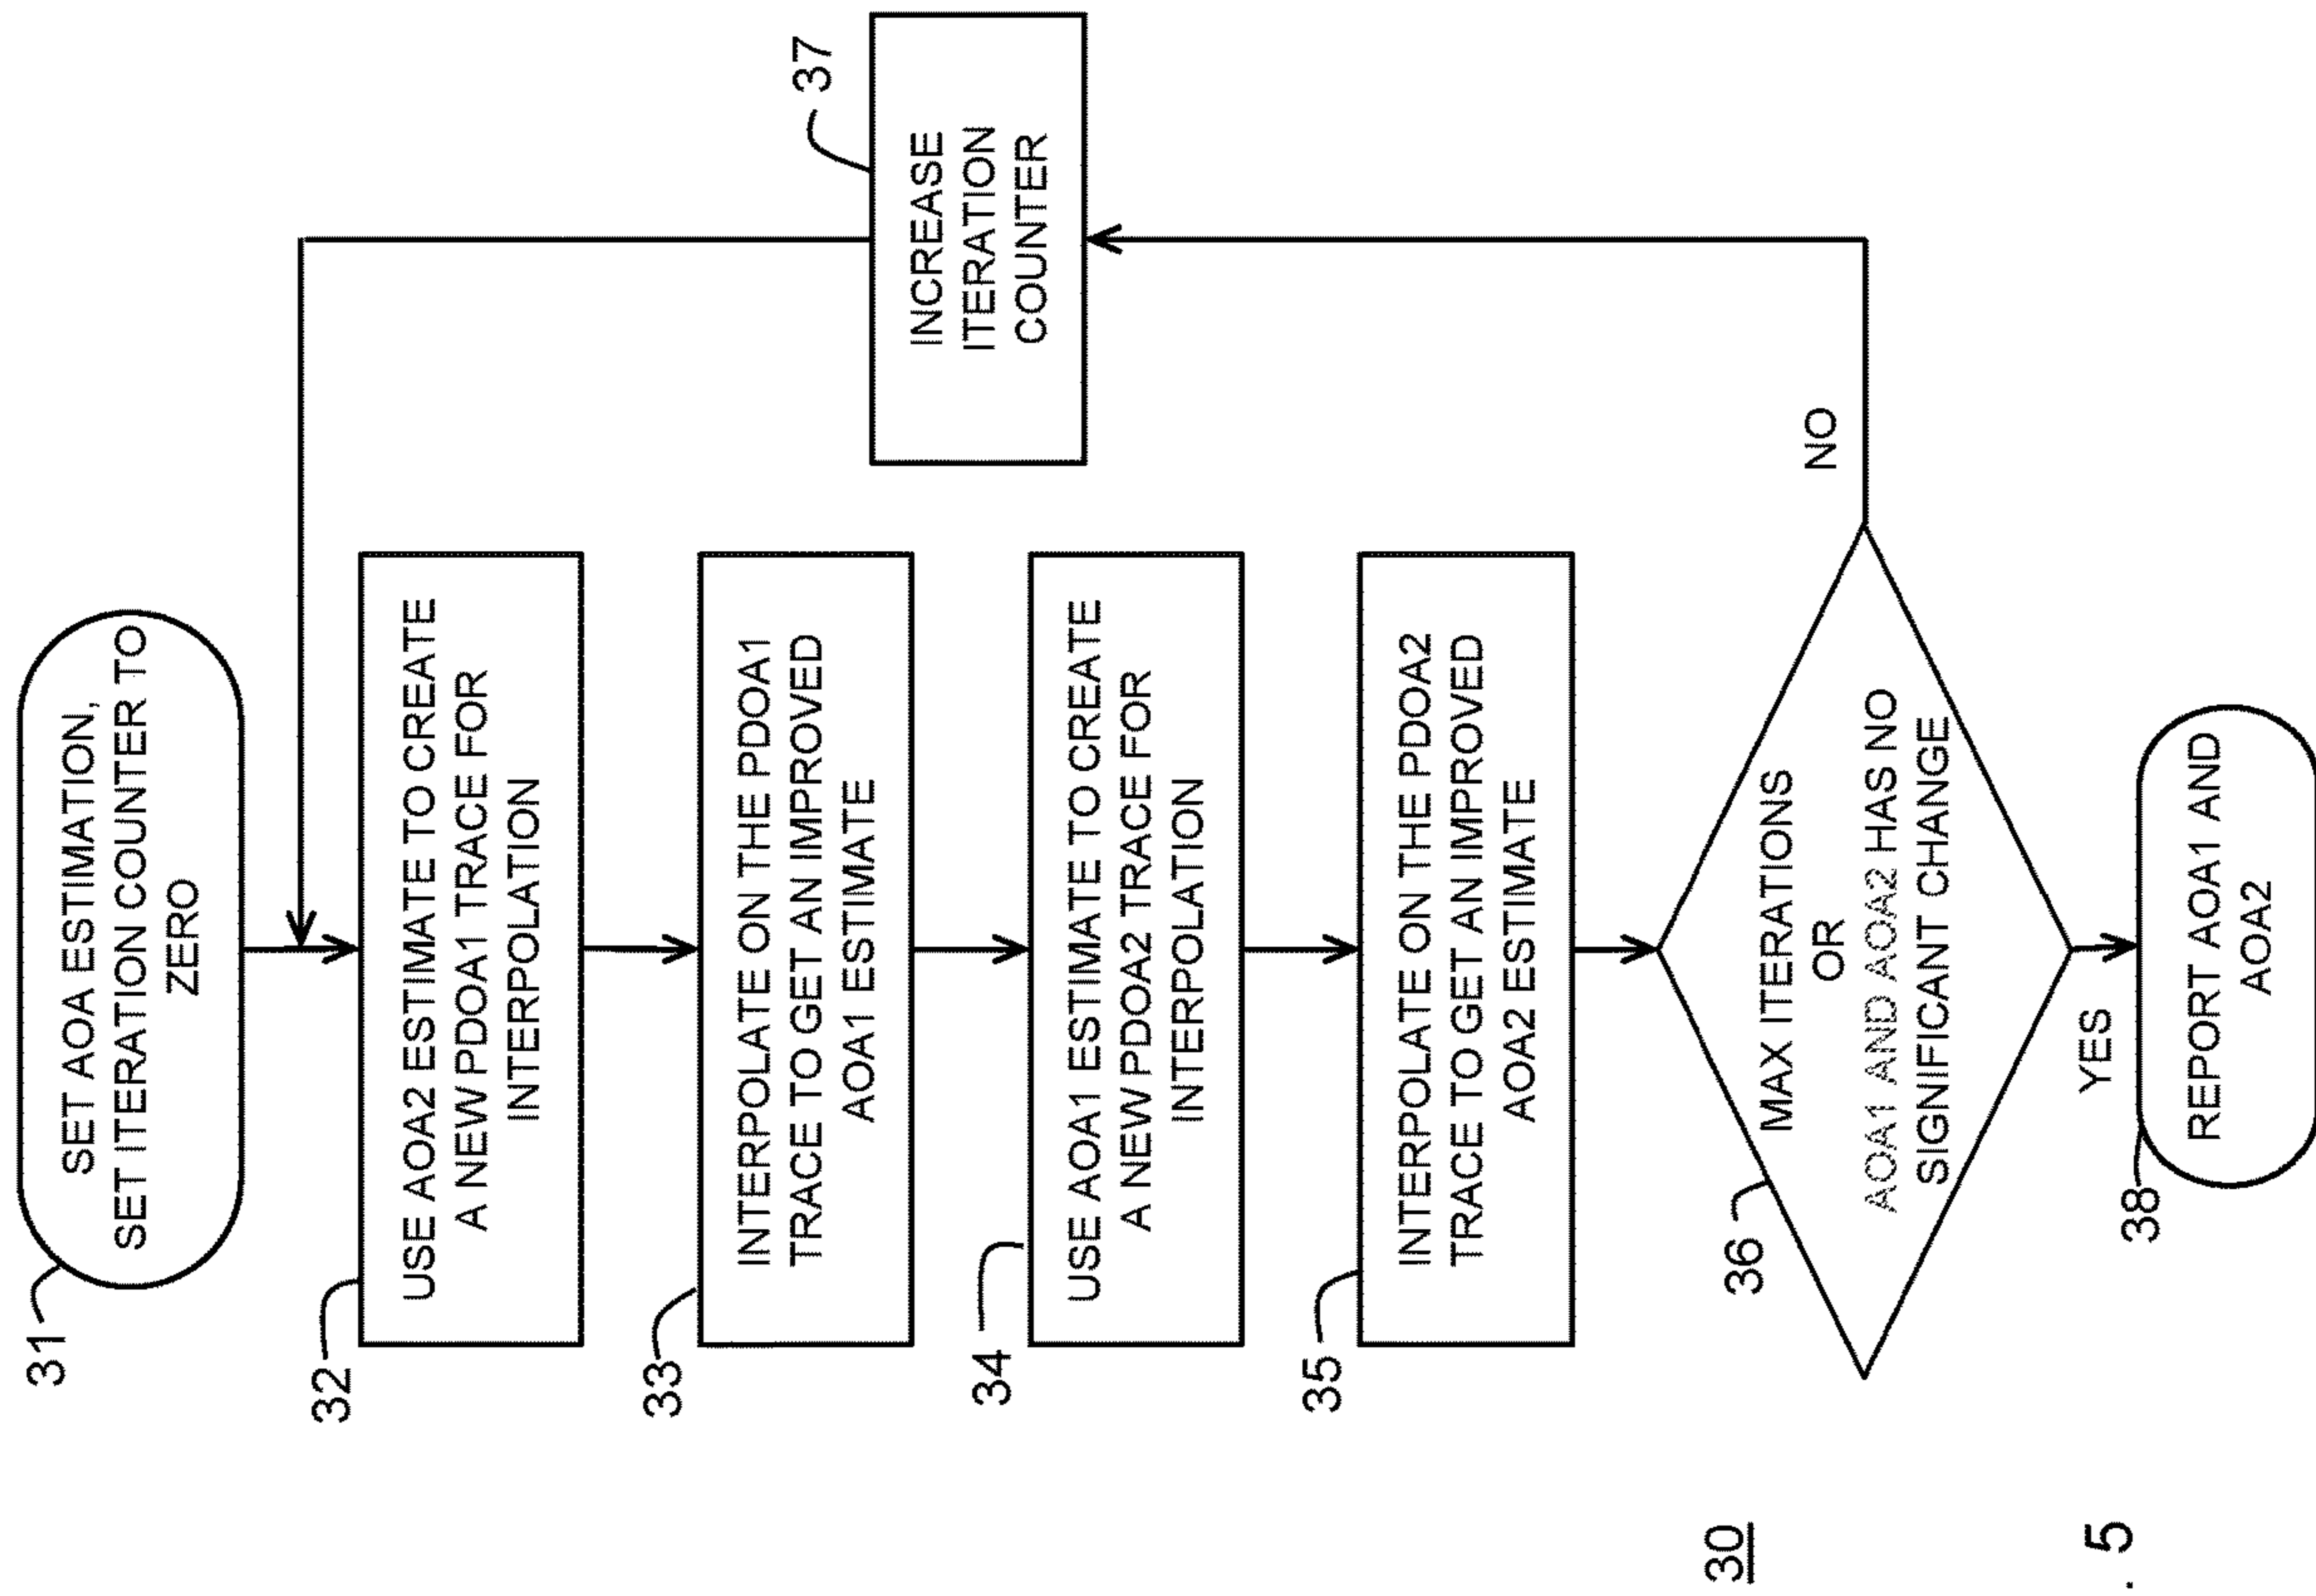 31
SET AOA ESTIMATION,
SET ITERATION COUNTER TO
ZERO
32
USE AOA2 ESTIMATE TO CREATE
A NEW PDOA1 TRACE FOR
INTERPOLATION
33
INTERPOLATE ON THE PDOA1
TRACE TO GET AN IMPROVED
AOA1 ESTIMATE
34
USE AOA1 ESTIMATE TO CREATE
A NEW PDOA2 TRACE FOR
INTERPOLATION
35
INTERPOLATE ON THE PDOA2
TRACE TO GET AN IMPROVED
AOA2 ESTIMATE
36
MAX ITERATIONS
OR
AOA1 AND AOA2 HAS NO
SIGNIFICANT CHANGE
NO
37
INCREASE
ITERATION
COUNTER
YES
38
REPORT AOA1 AND
AOA2
30
. 5